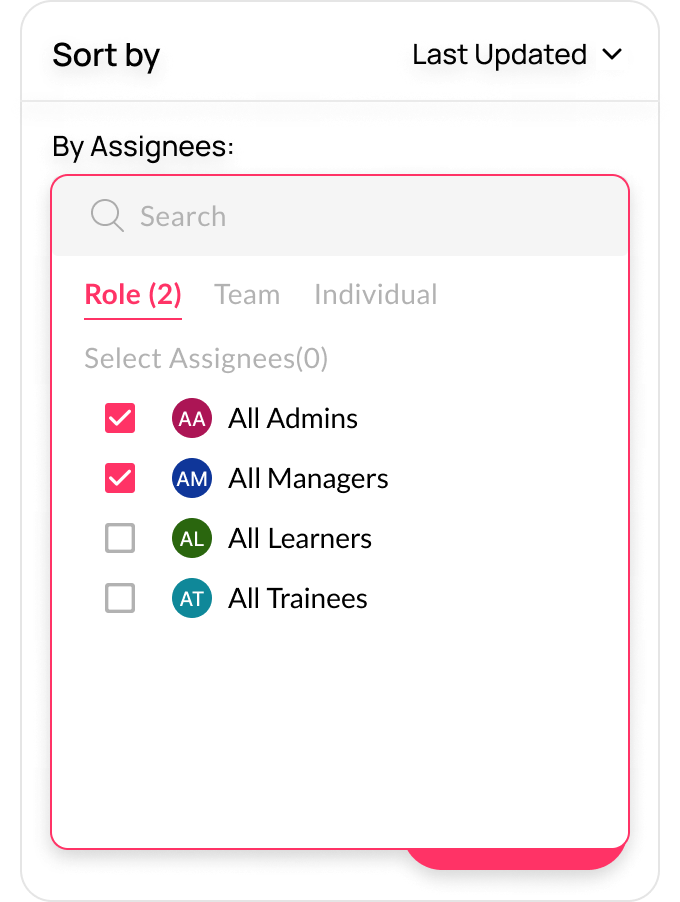 Sort by Last Updated
By Assignees:
Search
Role (2) Team Individual
Select Assignees(0)
AA All Admins
AM All Managers
AL All Learners
AT All Trainees